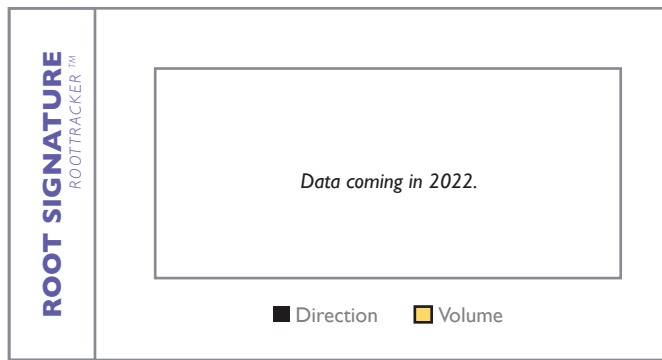 ROOT SIGNATURE
ROOTTRACKER™
Data coming in 2022.
Direction Volume